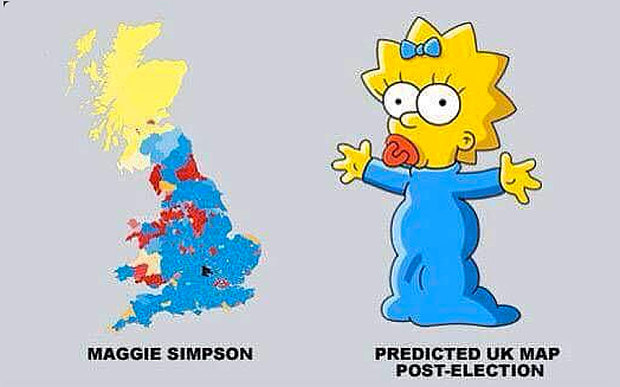 MAGGIE SIMPSON
PREDICTED UK MAP
POST-ELECTION